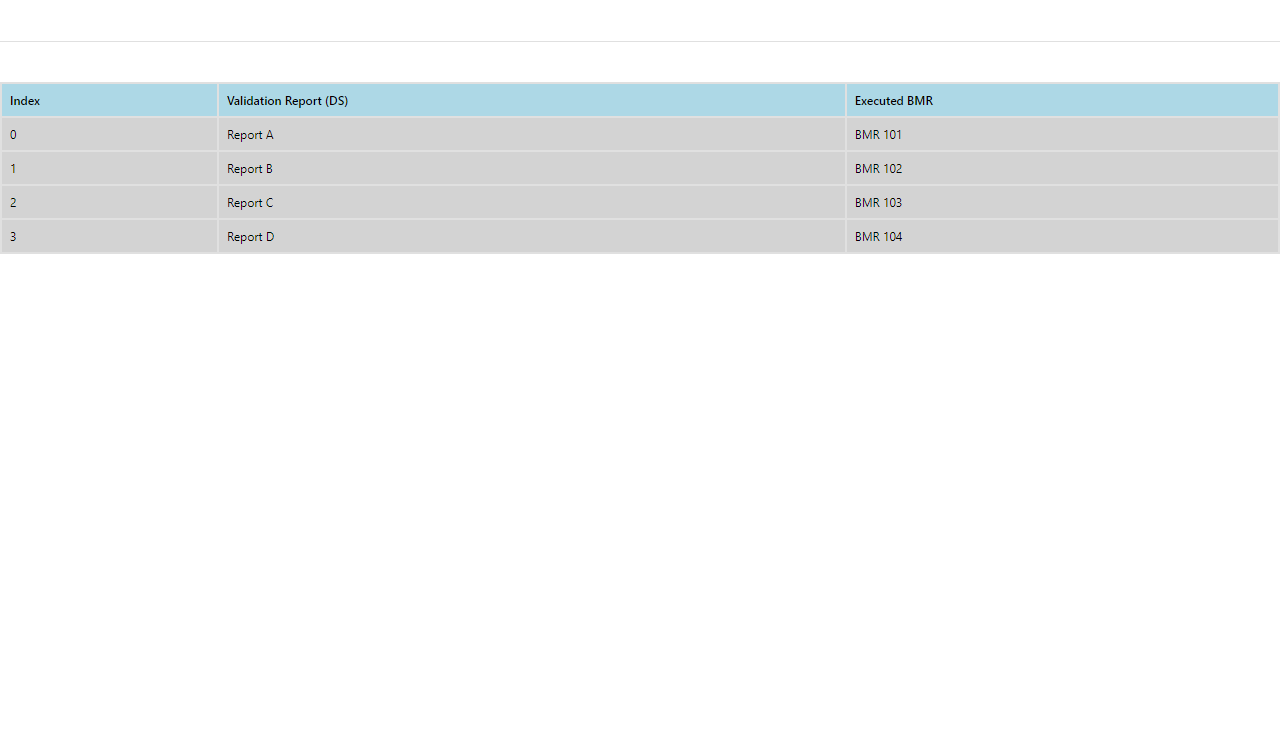 Index Validation Report (DS) Executed BMR
0 Report A BMR 101
1 Report B BMR 102
2 Report C BMR 103
3 Report D BMR 104